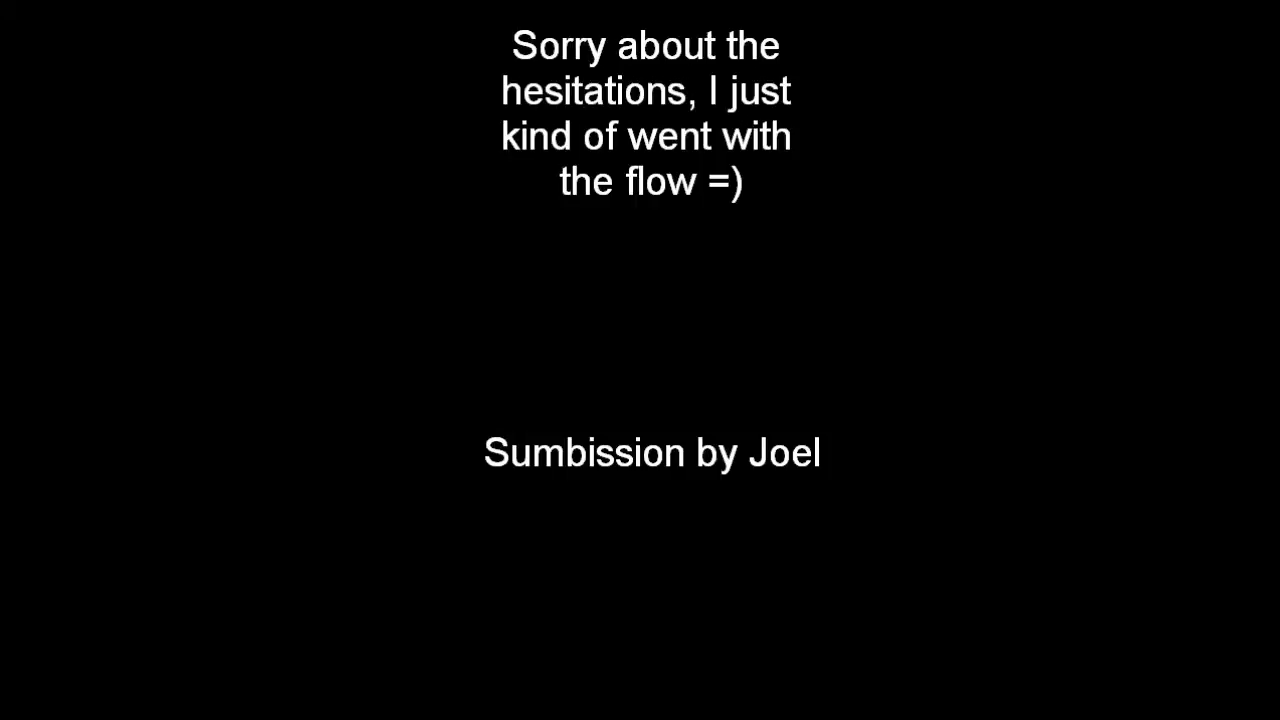 Sorry about the
hesitations, I just
kind of went with
the flow =)
Sumbission by Joel